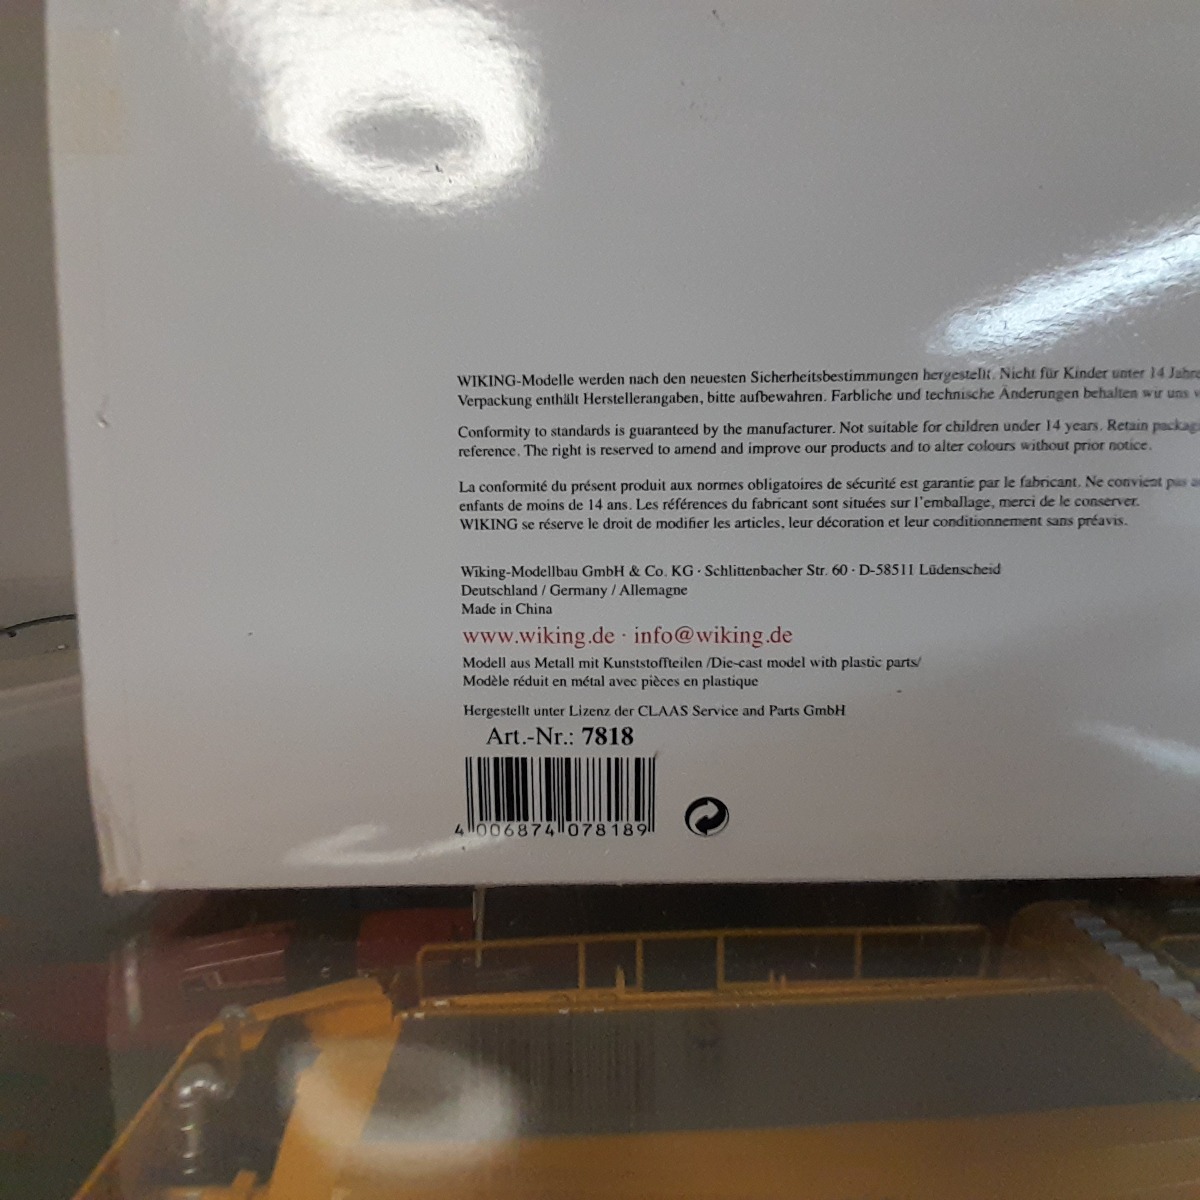 WIKING-Modelle werden nach den neuesten Sicherheitsbestimmungen hergestellt. Nicht für Kinder unter 14 Jahre
Verpackung enthält Herstellerangaben, bitte aufbewahren. Farbliche und technische Änderungen behalten wir uns
Conformity to standards is guaranteed by the manufacturer. Not suitable for children under 14 years. Retain
reference. The right is reserved to amend and improve our products and to alter colours without prior notice.
La conformité du présent produit aux normes obligatoires de sécurité est garantie par le fabricant. Ne convient pas
enfants de moins de 14 ans. Les références du fabricant sont situées sur l'emballage, merci de le conserver.
WIKING se réserve le droit de modifier les articles, leur décoration et leur conditionnement sans préavis.
Wiking-Modellbau GmbH & Co. KG · Schlittenbacher Str. 60 · D-58511 Lüdenscheid
Deutschland / Germany / Allemagne
Made in China
www.wiking.de · info@wiking.de
Modell aus Metall mit Kunststoffteilen /Die-cast model with plastic parts/
Modèle réduit en métal avec pièces en plastique
Hergestellt unter Lizenz der CLAAS Service and Parts GmbH
Art.-Nr.: 7818
4 006874 078189